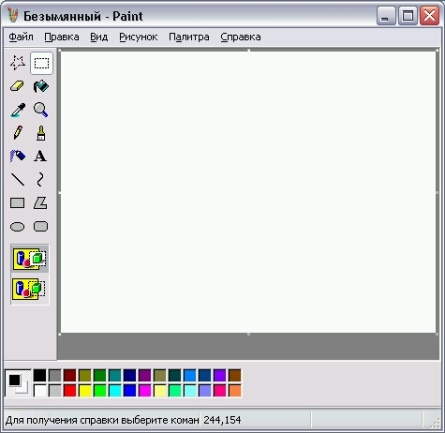 Безымянный - Paint
Файл Правка Вид Рисунок Палитра Справка
A
Для получения справки выберите коман 244,154